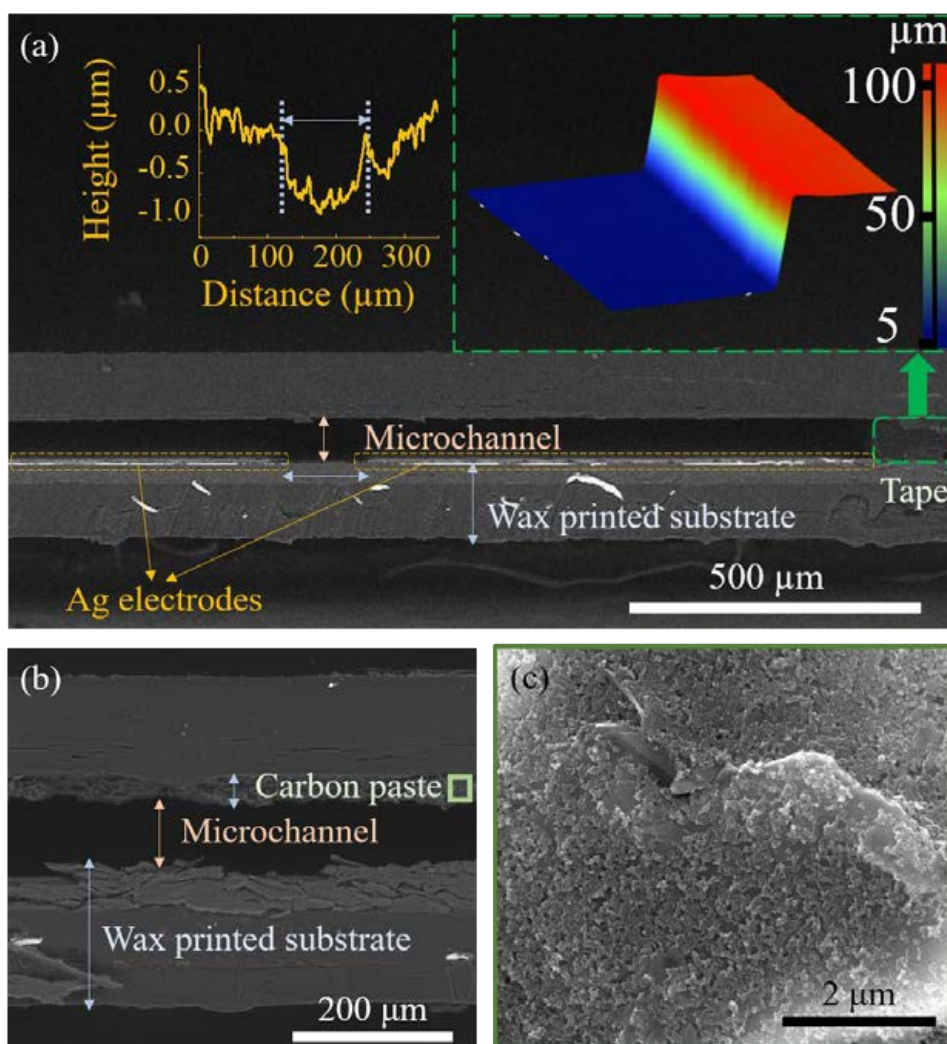 (a)
Height (μm)
0.5
0.0
-0.5
-1.0
0
100
200
300
Distance (μm)
μm
100
50
5
Microchannel
Tape
Wax printed substrate
Ag electrodes
500 μm
(b)
Carbon paste
Microchannel
Wax printed substrate
200 μm
(c)
2 μm